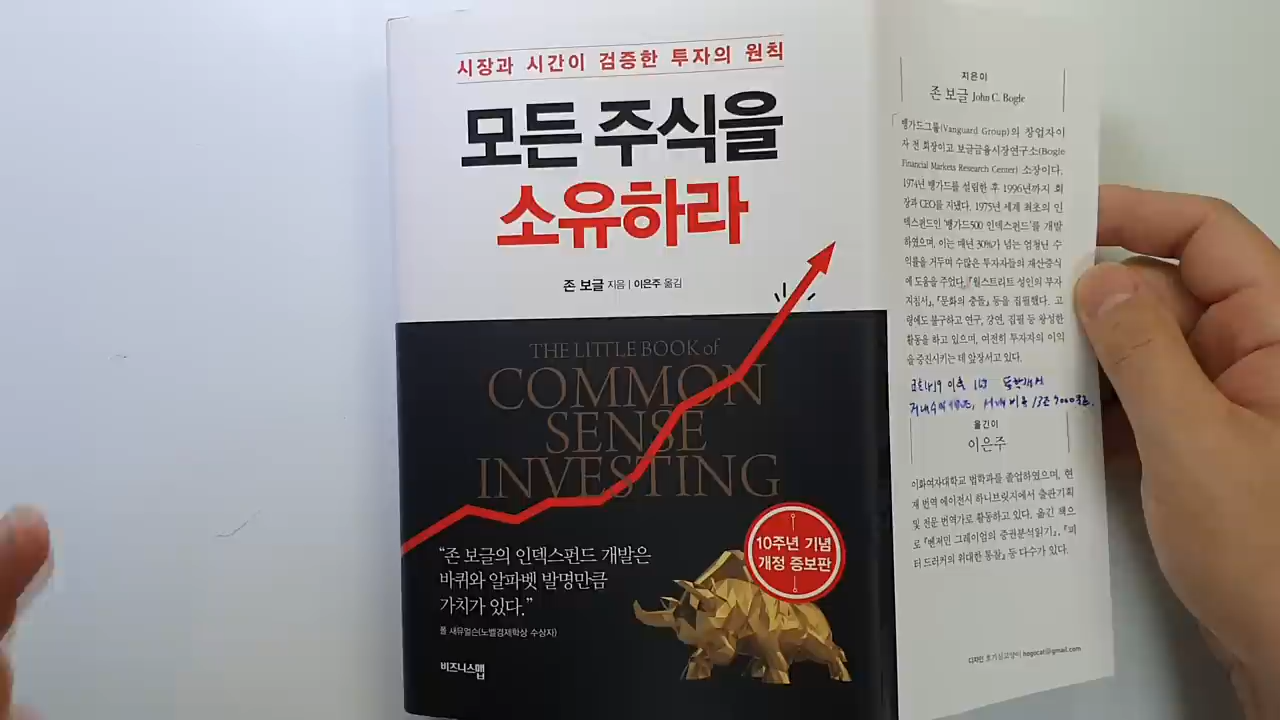 시장과 시간이 검증한 투자의 원칙
모든 주식을
소유하라
존 보글 지음 | 이은주 옮김
THE LITTLE BOOK of
COMMON
SENSE
INVESTING
10주년 기념
개정 증보판
“존 보글의 인덱스펀드 개발은
바퀴와 알파벳 발명만큼
가치가 있다.”
폴 새뮤얼슨(노벨경제학상 수상자)
비즈니스맵
지은이
존 보글 John C. Bogle
뱅가드그룹(Vanguard Group)의 창업자이
자 전 회장이고 보글금융시장연구소(Bogle
Financial Markets Research Center) 소장이다.
1974년 뱅가드를 설립한 후 1996년까지 회
장과 CEO를 지냈다. 1975년 세계 최초의 인
덱스펀드인 ‘뱅가드500 인덱스펀드’를 개발
하였으며, 이는 매년 30%가 넘는 엄청난 수
익률을 거두며 수많은 투자자들의 재산증식
에 도움을 주었다. 『월스트리트 성인의 부자
지침서』, 『문화의 충돌』 등을 집필했다. 고
령에도 불구하고 연구, 강연, 집필 등 왕성한
활동을 하고 있으며, 여전히 투자자의 이익
을 증진시키는 데 앞장서고 있다.
옮긴이
이은주
이화여자대학교 법학과를 졸업하였으며, 현
재 번역 에이전시 하니브릿지에서 출판기획
및 전문 번역가로 활동하고 있다. 옮긴 책으
로 『벤저민 그레이엄의 증권분석읽기』, 『피
터 드러커의 위대한 통찰』 등 다수가 있다.
디자인 호기심고양이 hogicat@gmail.com